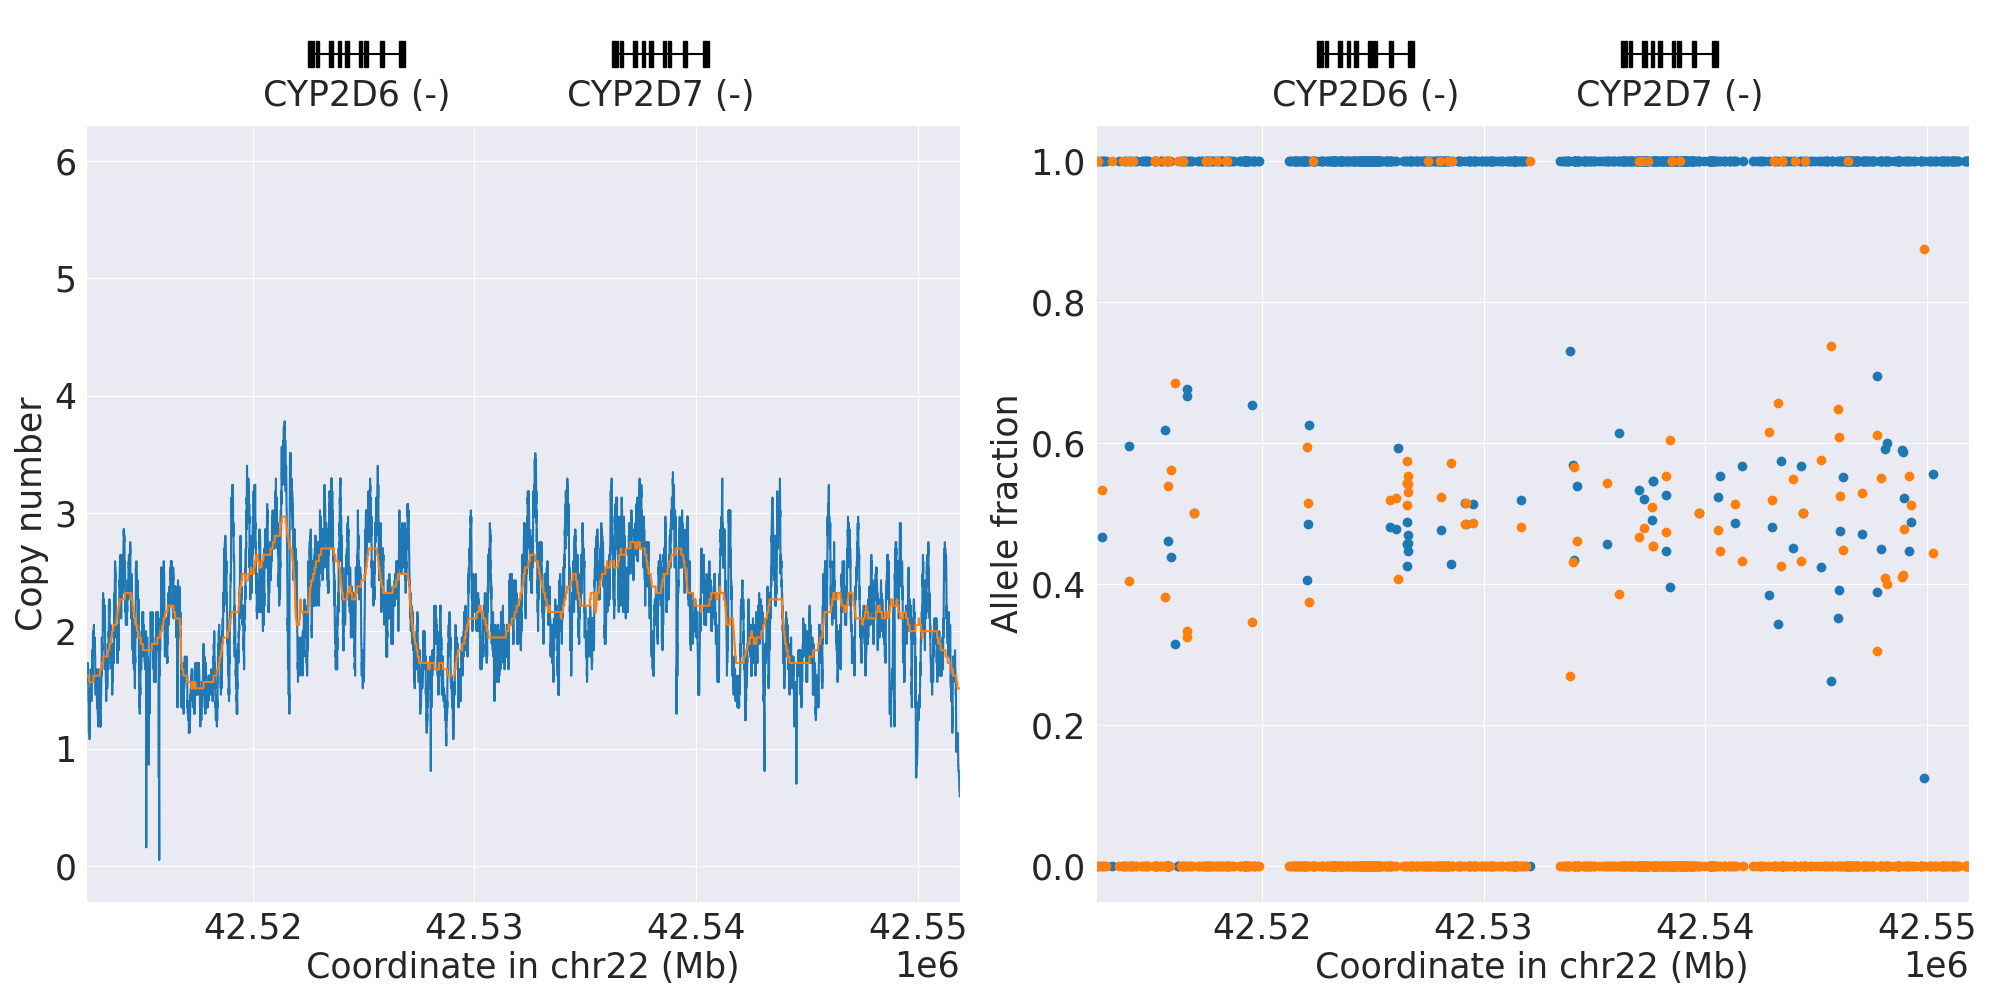 CYP2D6 (-) CYP2D7 (-)
6
5
4
3
2
1
0
Copy number
42.52 42.53 42.54 42.55
Coordinate in chr22 (Mb) 1e6
CYP2D6 (-) CYP2D7 (-)
1.0
0.8
0.6
0.4
0.2
0.0
Allele fraction
42.52 42.53 42.54 42.55
Coordinate in chr22 (Mb) 1e6